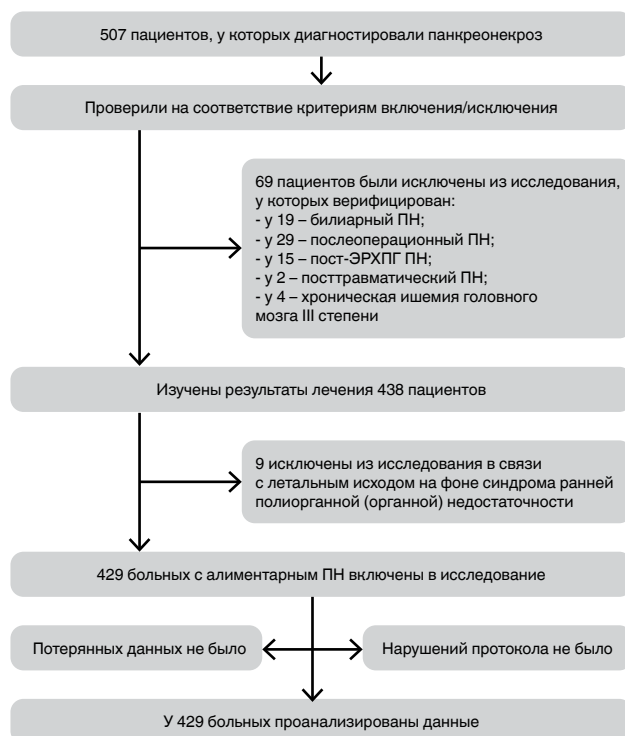 507 пациентов, у которых диагностировали панкреонекроз
Проверили на соответствие критериям включения/исключения
69 пациентов были исключены из исследования,
у которых верифицирован:
- у 19 – билиарный ПН;
- у 29 – послеоперационный ПН;
- у 15 – пост-ЭРХПГ ПН;
- у 2 – посттравматический ПН;
- у 4 – хроническая ишемия головного
мозга III степени
Изучены результаты лечения 438 пациентов
9 исключены из исследования в связи
с летальным исходом на фоне синдрома ранней
полиорганной (органной) недостаточности
429 больных с алиментарным ПН включены в исследование
Потерянных данных не было
Нарушений протокола не было
У 429 больных проанализированы данные